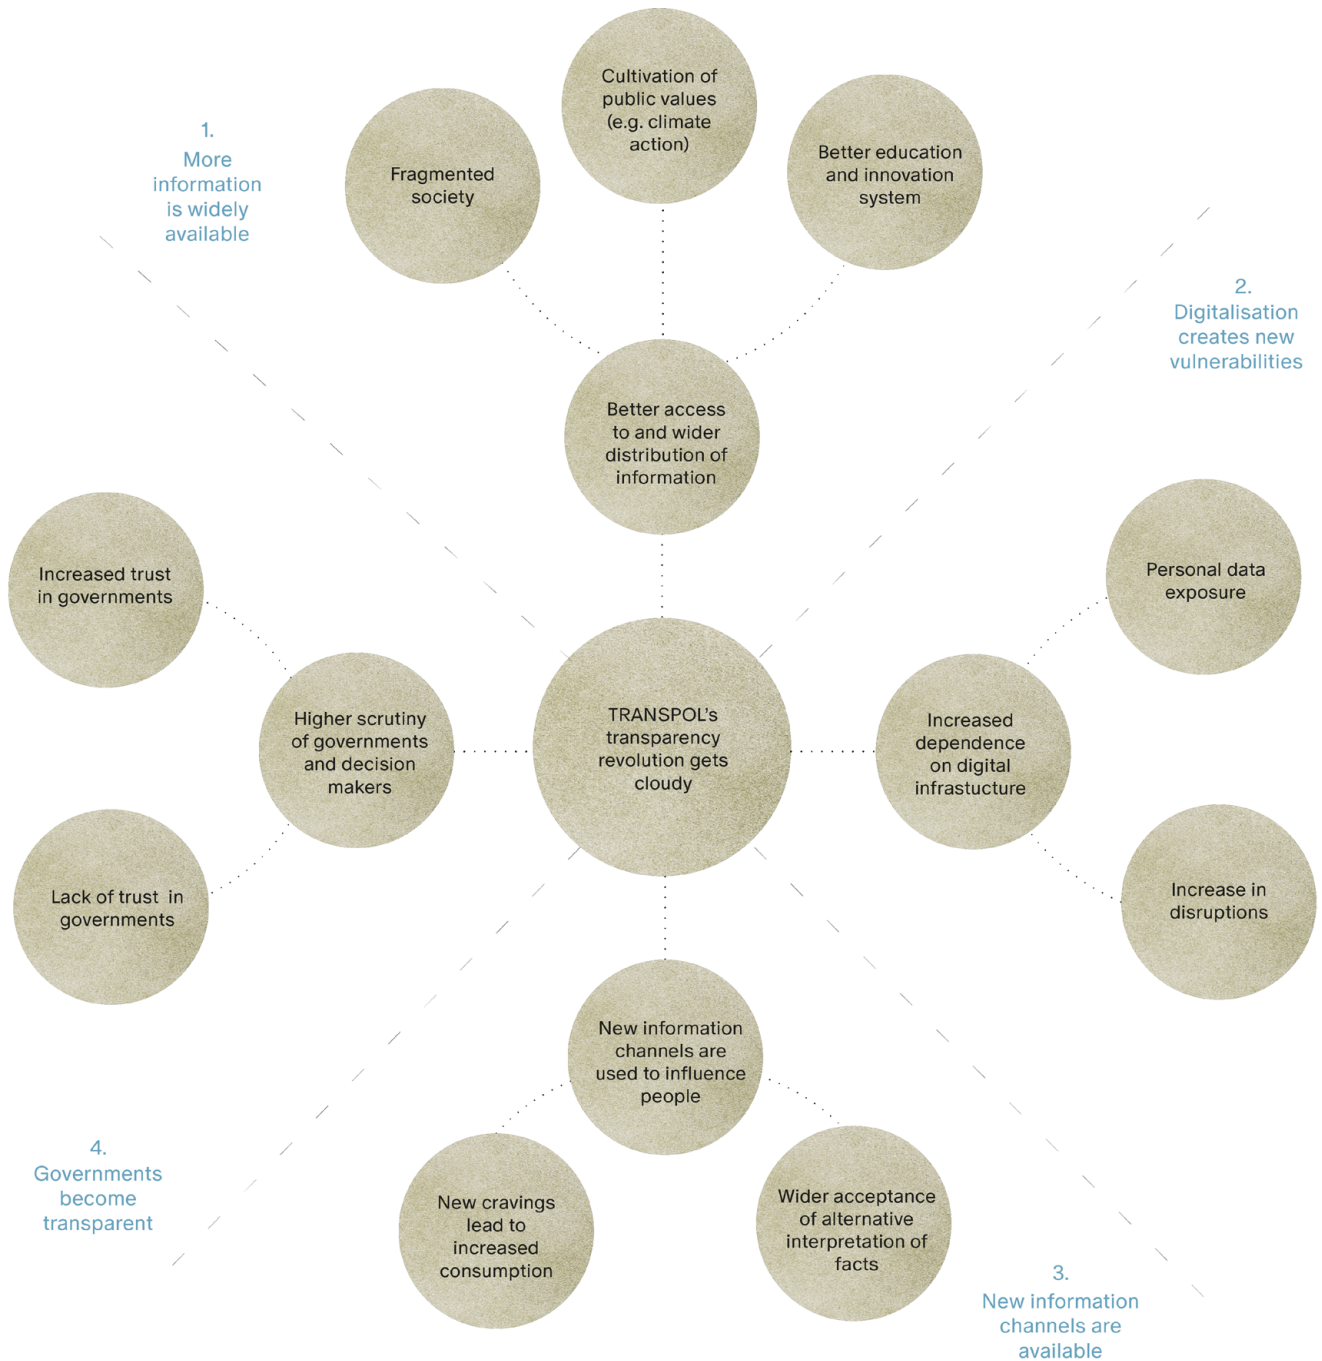 1.
More
information
is widely
available
Fragmented
society
Cultivation of
public values
(e.g. climate
action)
Better education
and innovation
system
Better access
to and wider
distribution of
information
2.
Digitalisation
creates new
vulnerabilities
Personal data
exposure
Increased
dependence
on digital
infrastucture
Increase in
disruptions
TRANSPOL's
transparency
revolution gets
cloudy
Increased trust
in governments
Higher scrutiny
of governments
and decision
makers
Lack of trust in
governments
New information
channels are
used to influence
people
New cravings
lead to
increased
consumption
Wider acceptance
of alternative
interpretation of
facts
3.
New information
channels are
available
4.
Governments
become
transparent